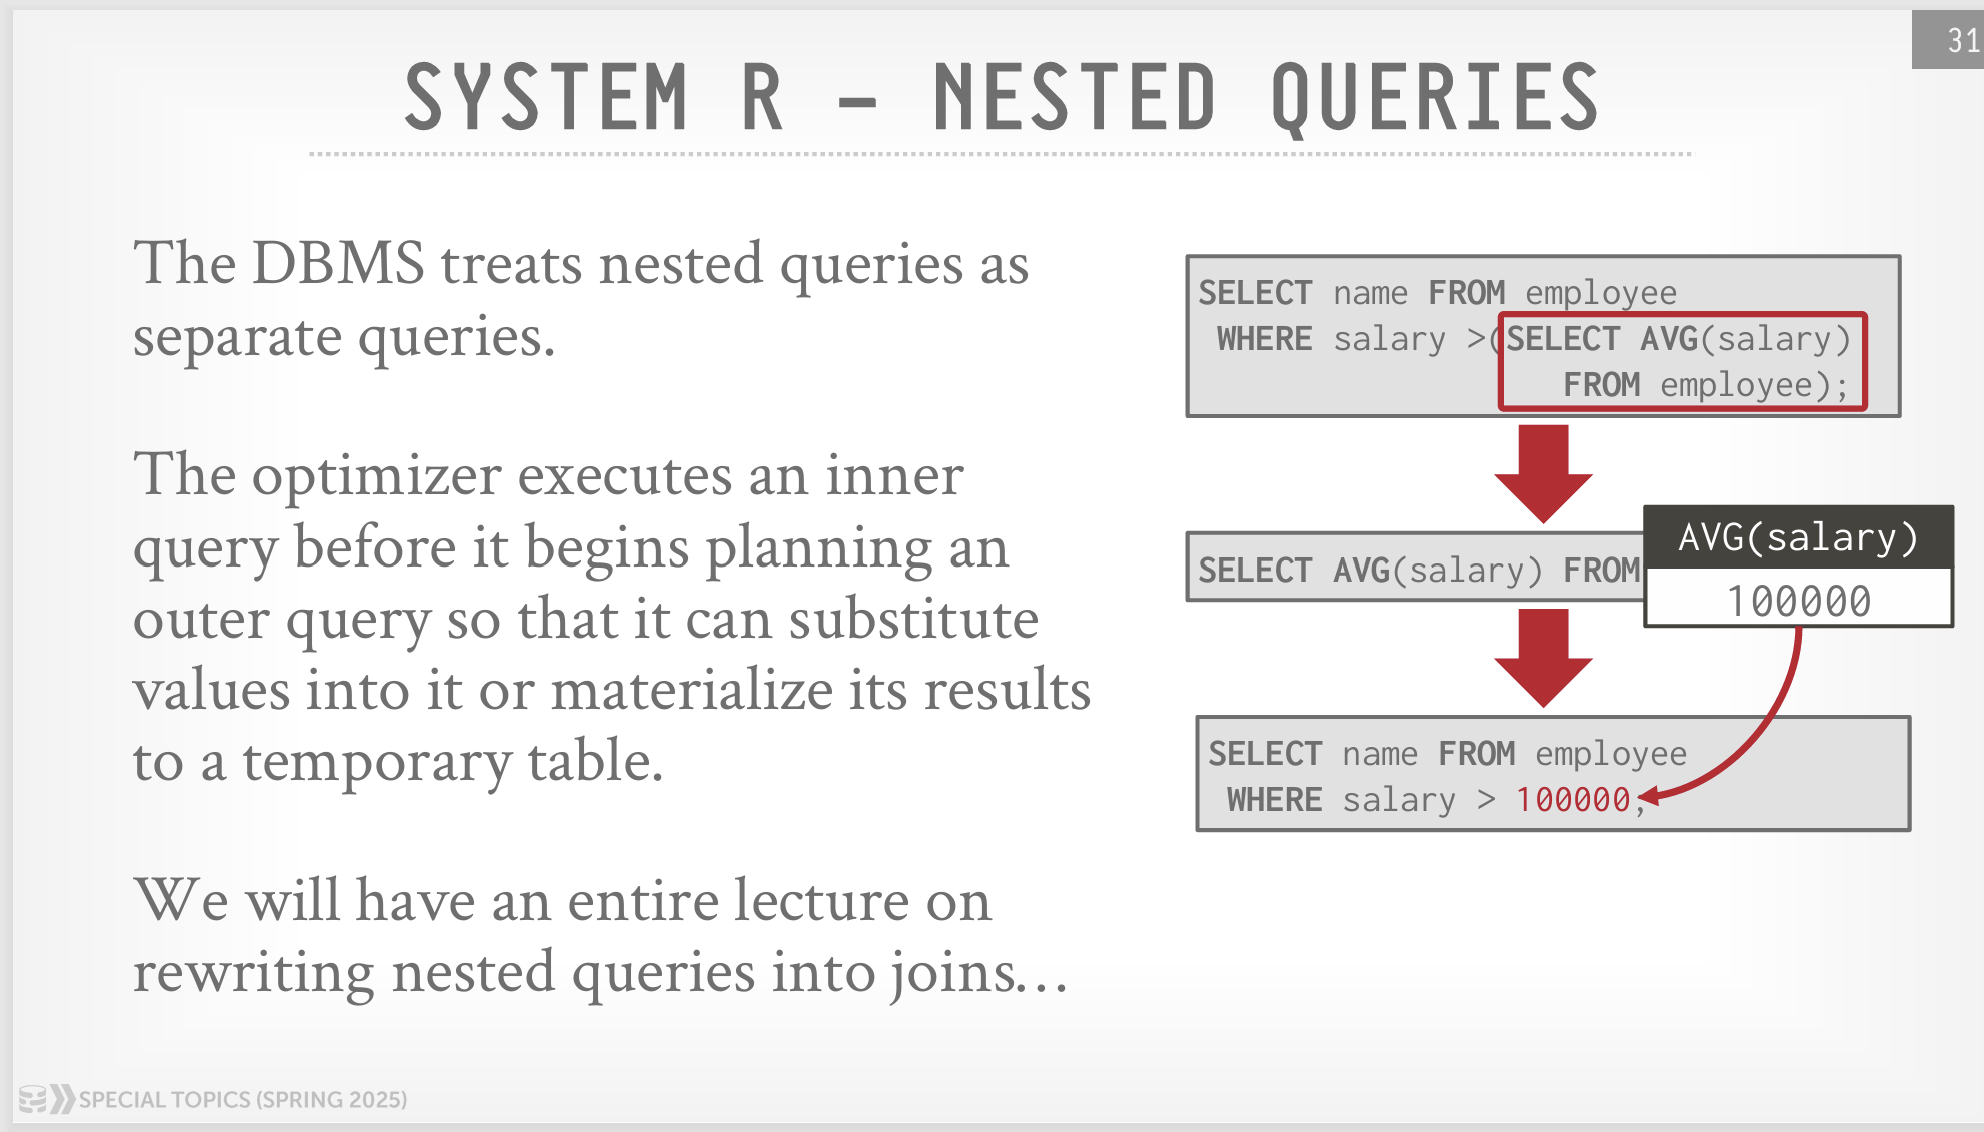 31
SYSTEM R – NESTED QUERIES
The DBMS treats nested queries as
separate queries.
The optimizer executes an inner
query before it begins planning an
outer query so that it can substitute
values into it or materialize its results
to a temporary table.
We will have an entire lecture on
rewriting nested queries into joins…
SELECT name FROM employee
WHERE salary >(SELECT AVG(salary)
FROM employee);
SELECT AVG(salary) FROM
AVG(salary)
100000
SELECT name FROM employee
WHERE salary > 100000;
SPECIAL TOPICS (SPRING 2025)